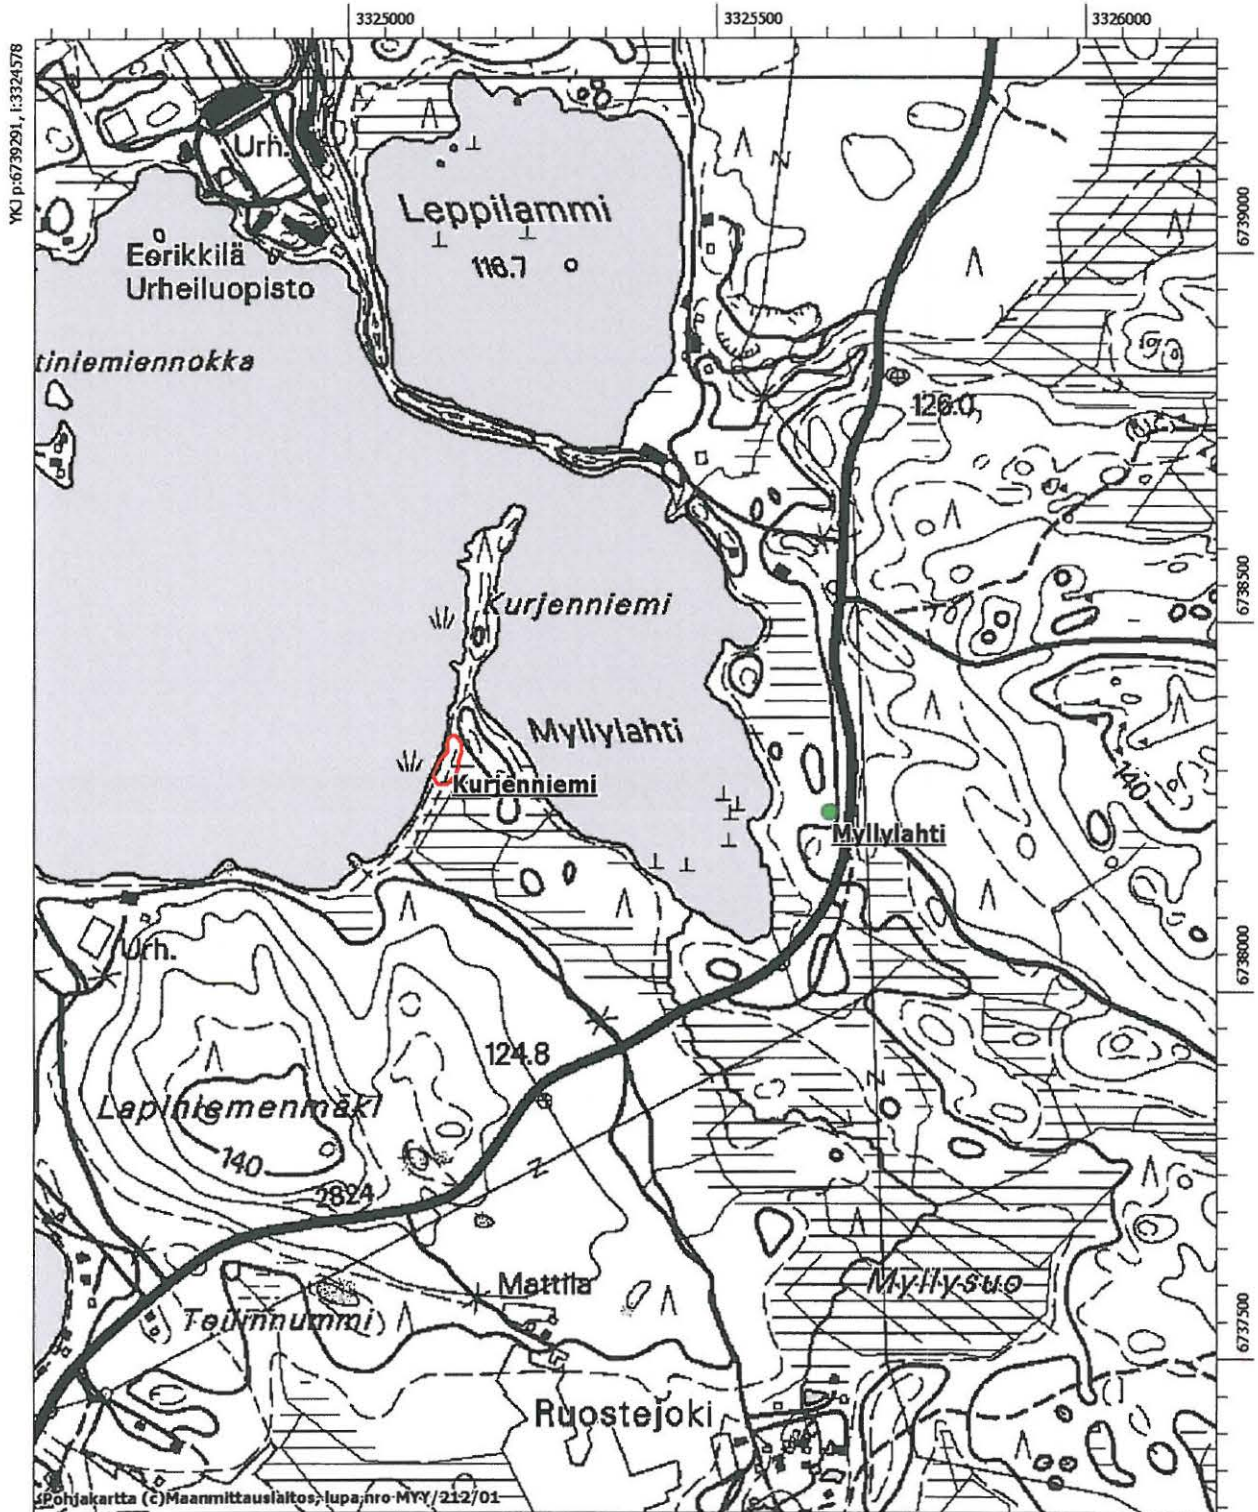 3325000
3325500
3326000
YKJ p:6739291, i:3324578
Urh.
Leppilammi
6739000
Eerikkilä
Urheiluopisto
116.7
tiniemiennokka
126.0
Kurjenniemi
6738500
Myllylahti
Kurjenniemi
140
Myllylahti
Urh.
6738000
124.8
Lapiniemenmäki
140
2824
Mattila
Myllysuo
6737500
Ruostejoki
Pohjakartta (c)Maanmittauslaitos, lupa nro MYY/212/01